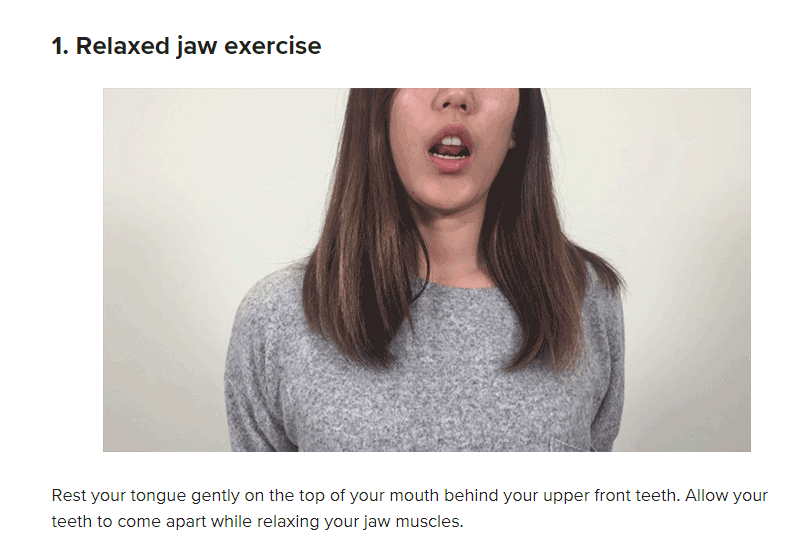 1. Relaxed jaw exercise
Rest your tongue gently on the top of your mouth behind your upper front teeth. Allow your
teeth to come apart while relaxing your jaw muscles.